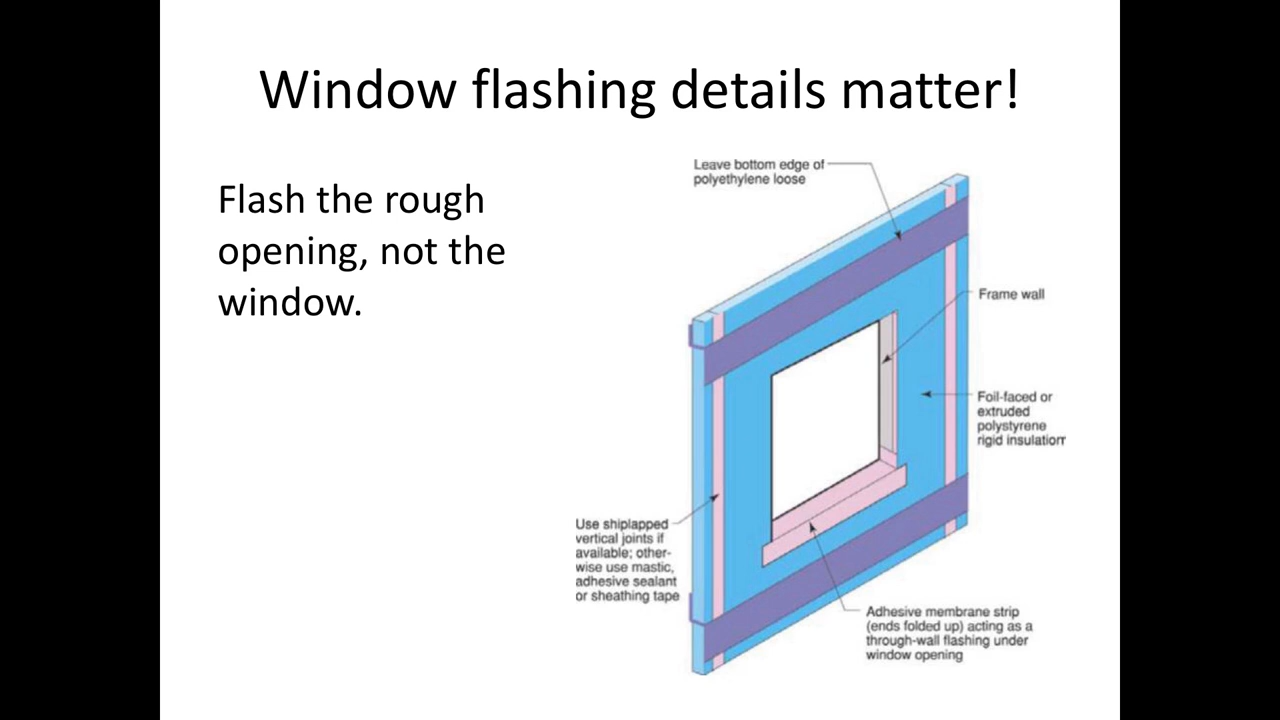 Window flashing details matter!
Flash the rough
opening, not the
window.
Leave bottom edge of
polyethylene loose
Frame wall
Foil-faced or
extruded
polystyrene
rigid insulation
Use shiplapped
vertical joints if
available; other-
wise use mastic,
adhesive sealant
or sheathing tape
Adhesive membrane strip
(ends folded up) acting as a
through-wall flashing under
window opening